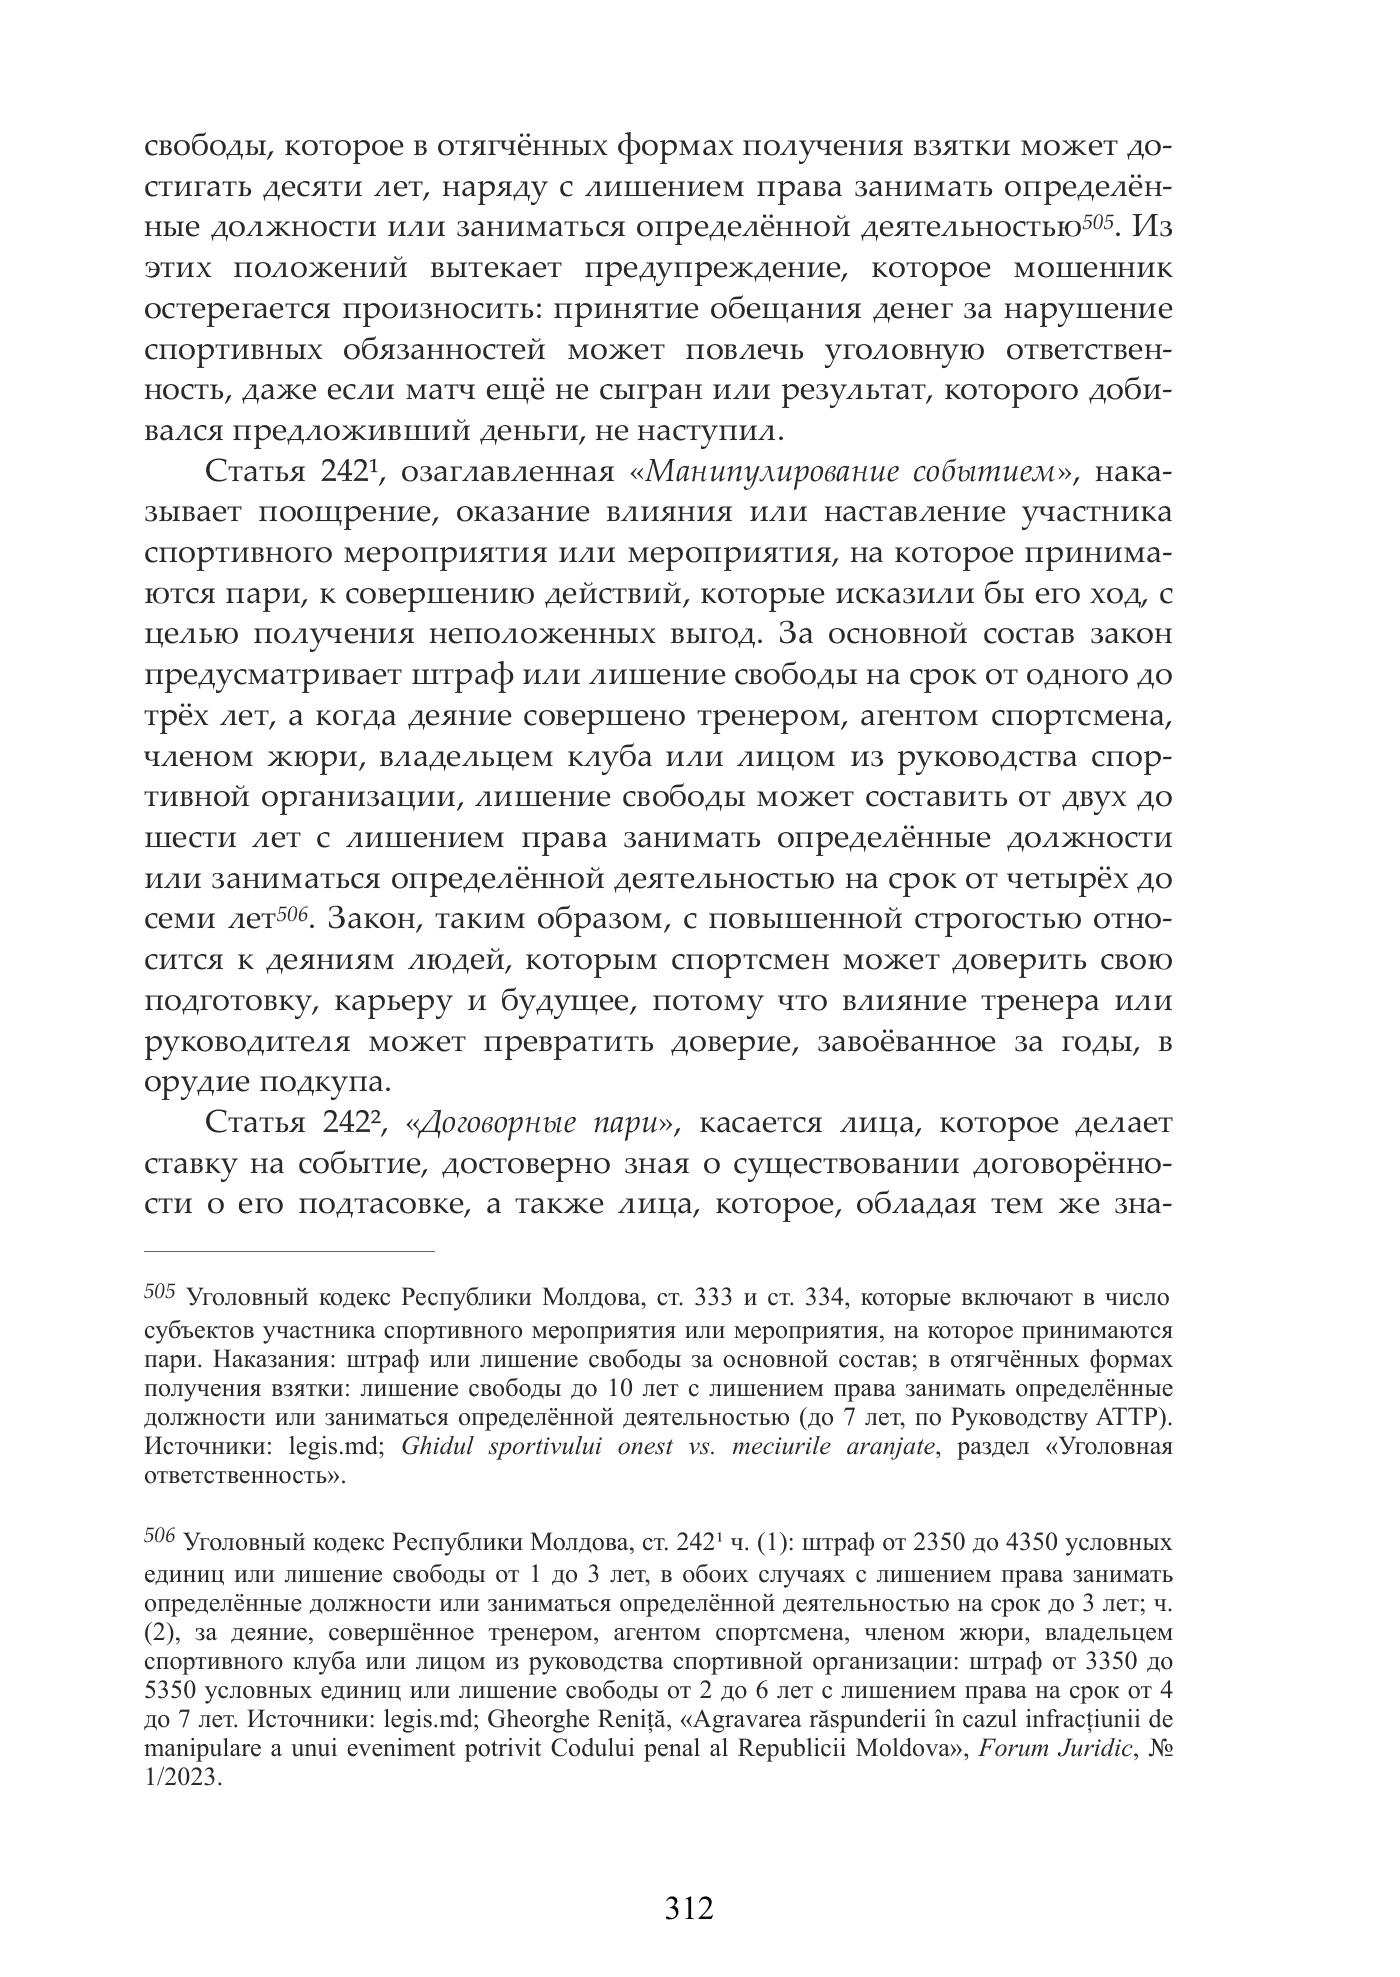 свободы, которое в отягчённых формах получения взятки может до-
стигать десяти лет, наряду с лишением права занимать определён-
ные должности или заниматься определённой деятельностью505. Из
этих положений вытекает предупреждение, которое мошенник
остерегается произносить: принятие обещания денег за нарушение
спортивных обязанностей может повлечь уголовную ответствен-
ность, даже если матч ещё не сыгран или результат, которого доби-
вался предложивший деньги, не наступил.
Статья 242¹, озаглавленная «Манипулирование событием», нака-
зывает поощрение, оказание влияния или наставление участника
спортивного мероприятия или мероприятия, на которое принима-
ются пари, к совершению действий, которые исказили бы его ход, с
целью получения неположенных выгод. За основной состав закон
предусматривает штраф или лишение свободы на срок от одного до
трёх лет, а когда деяние совершено тренером, агентом спортсмена,
членом жюри, владельцем клуба или лицом из руководства спор-
тивной организации, лишение свободы может составить от двух до
шести лет с лишением права занимать определённые должности
или заниматься определённой деятельностью на срок от четырёх до
семи лет506. Закон, таким образом, с повышенной строгостью отно-
сится к деяниям людей, которым спортсмен может доверить свою
подготовку, карьеру и будущее, потому что влияние тренера или
руководителя может превратить доверие, завоёванное за годы, в
орудие подкупа.
Статья 242², «Договорные пари», касается лица, которое делает
ставку на событие, достоверно зная о существовании договорённо-
сти о его подтасовке, а также лица, которое, обладая тем же зна-
505 Уголовный кодекс Республики Молдова, ст. 333 и ст. 334, которые включают в число
субъектов участника спортивного мероприятия или мероприятия, на которое принимаются
пари. Наказания: штраф или лишение свободы за основной состав; в отягчённых формах
получения взятки: лишение свободы до 10 лет с лишением права занимать определённые
должности или заниматься определённой деятельностью (до 7 лет, по Руководству ATTP).
Источники: legis.md; Ghidul sportivului onest vs. meciurile aranjate, раздел «Уголовная
ответственность».
506 Уголовный кодекс Республики Молдова, ст. 242¹ ч. (1): штраф от 2350 до 4350 условных
единиц или лишение свободы от 1 до 3 лет, в обоих случаях с лишением права занимать
определённые должности или заниматься определённой деятельностью на срок до 3 лет; ч.
(2), за деяние, совершённое тренером, агентом спортсмена, членом жюри, владельцем
спортивного клуба или лицом из руководства спортивной организации: штраф от 3350 до
5350 условных единиц или лишение свободы от 2 до 6 лет с лишением права на срок от 4
до 7 лет. Источники: legis.md; Gheorghe Reniță, «Agravarea răspunderii în cazul infracțiunii de
manipulare a unui eveniment potrivit Codului penal al Republicii Moldova», Forum Juridic, №
1/2023.
312